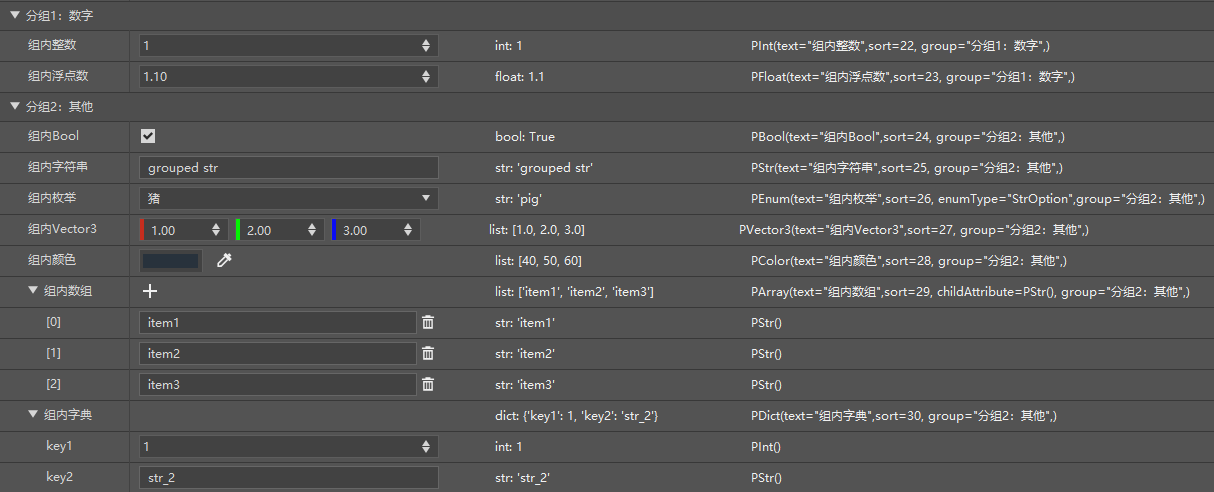 分组1：数字
组内整数 1 int: 1 PInt(text="组内整数",sort=22, group="分组1：数字",)
组内浮点数 1.10 float: 1.1 PFloat(text="组内浮点数",sort=23, group="分组1：数字",)
分组2：其他
组内Bool bool: True PBool(text="组内Bool",sort=24, group="分组2：其他",)
组内字符串 grouped str str: 'grouped str' PStr(text="组内字符串",sort=25, group="分组2：其他",)
组内枚举 猪 str: 'pig' PEnum(text="组内枚举",sort=26, enumType="StrOption",group="分组2：其他",)
组内Vector3 1.00 2.00 3.00 list: [1.0, 2.0, 3.0] PVector3(text="组内Vector3",sort=27, group="分组2：其他",)
组内颜色 list: [40, 50, 60] PColor(text="组内颜色",sort=28, group="分组2：其他",)
组内数组 list: ['item1', 'item2', 'item3'] PArray(text="组内数组",sort=29, childAttribute=PStr(), group="分组2：其他",)
[0] item1 str: 'item1' PStr()
[1] item2 str: 'item2' PStr()
[2] item3 str: 'item3' PStr()
组内字典 dict: {'key1': 1, 'key2': 'str_2'} PDict(text="组内字典",sort=30, group="分组2：其他",)
key1 1 int: 1 PInt()
key2 str_2 str: 'str_2' PStr()